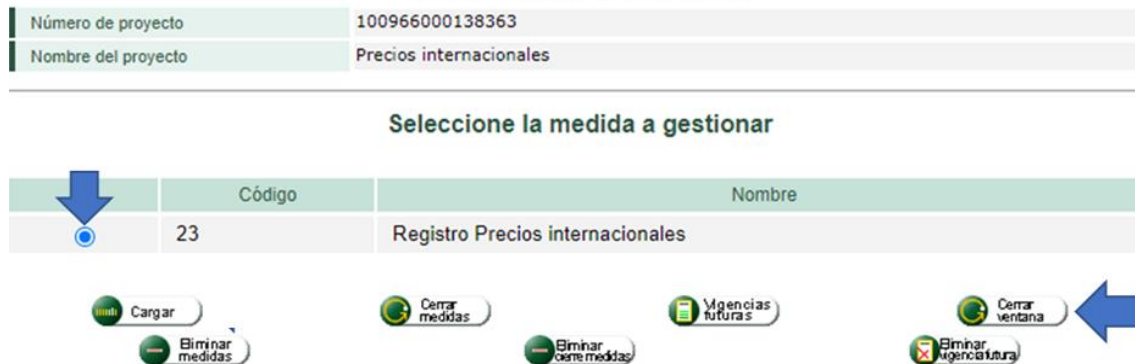 Número de proyecto 100966000138363
Nombre del proyecto Precios internacionales
Seleccione la medida a gestionar
Código Nombre
23 Registro Precios internacionales
Cargar Cerrar medidas Vigencias futuras Cerrar ventana
Eliminar medidas Eliminar cierre medidas Eliminar vigencia futura